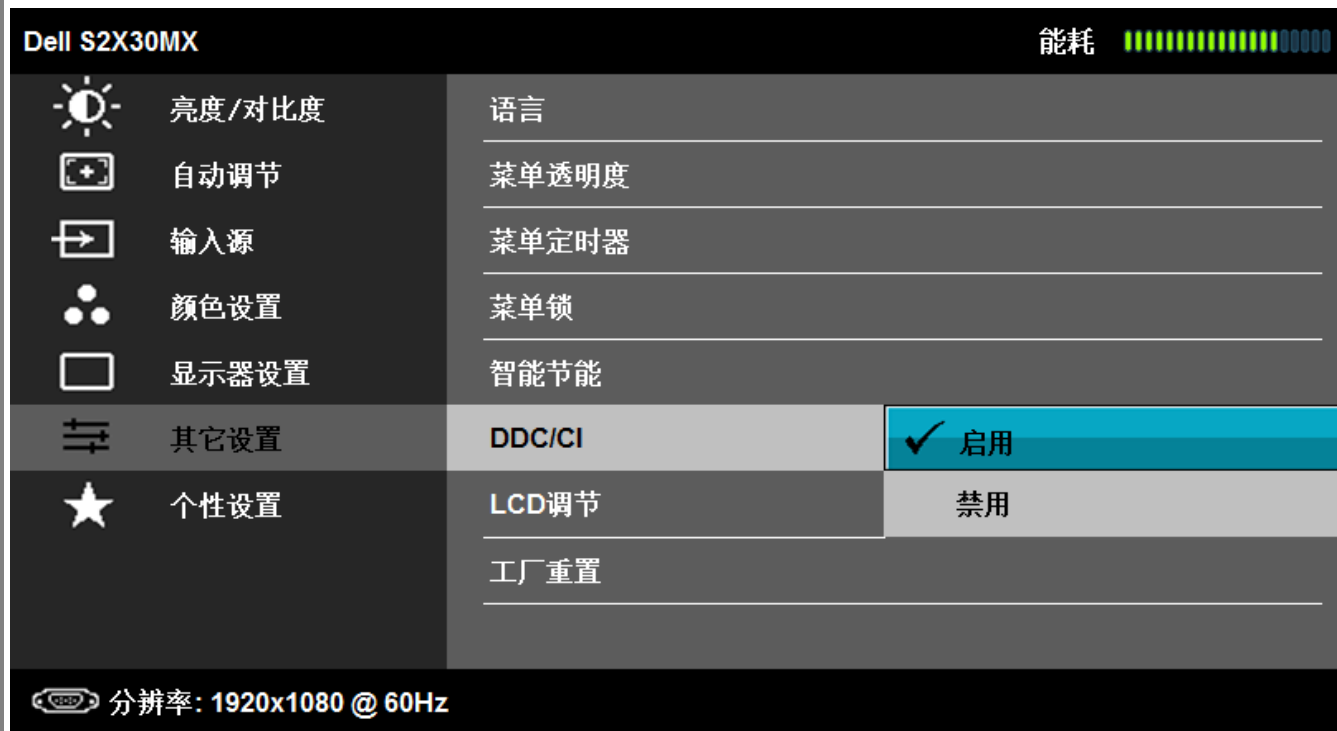 Dell S2X30MX 能耗
亮度/对比度 语言
自动调节 菜单透明度
输入源 菜单定时器
颜色设置 菜单锁
显示器设置 智能节能
其它设置 DDC/CI 启用
个性设置 LCD调节 禁用
工厂重置
分辨率: 1920x1080 @ 60Hz